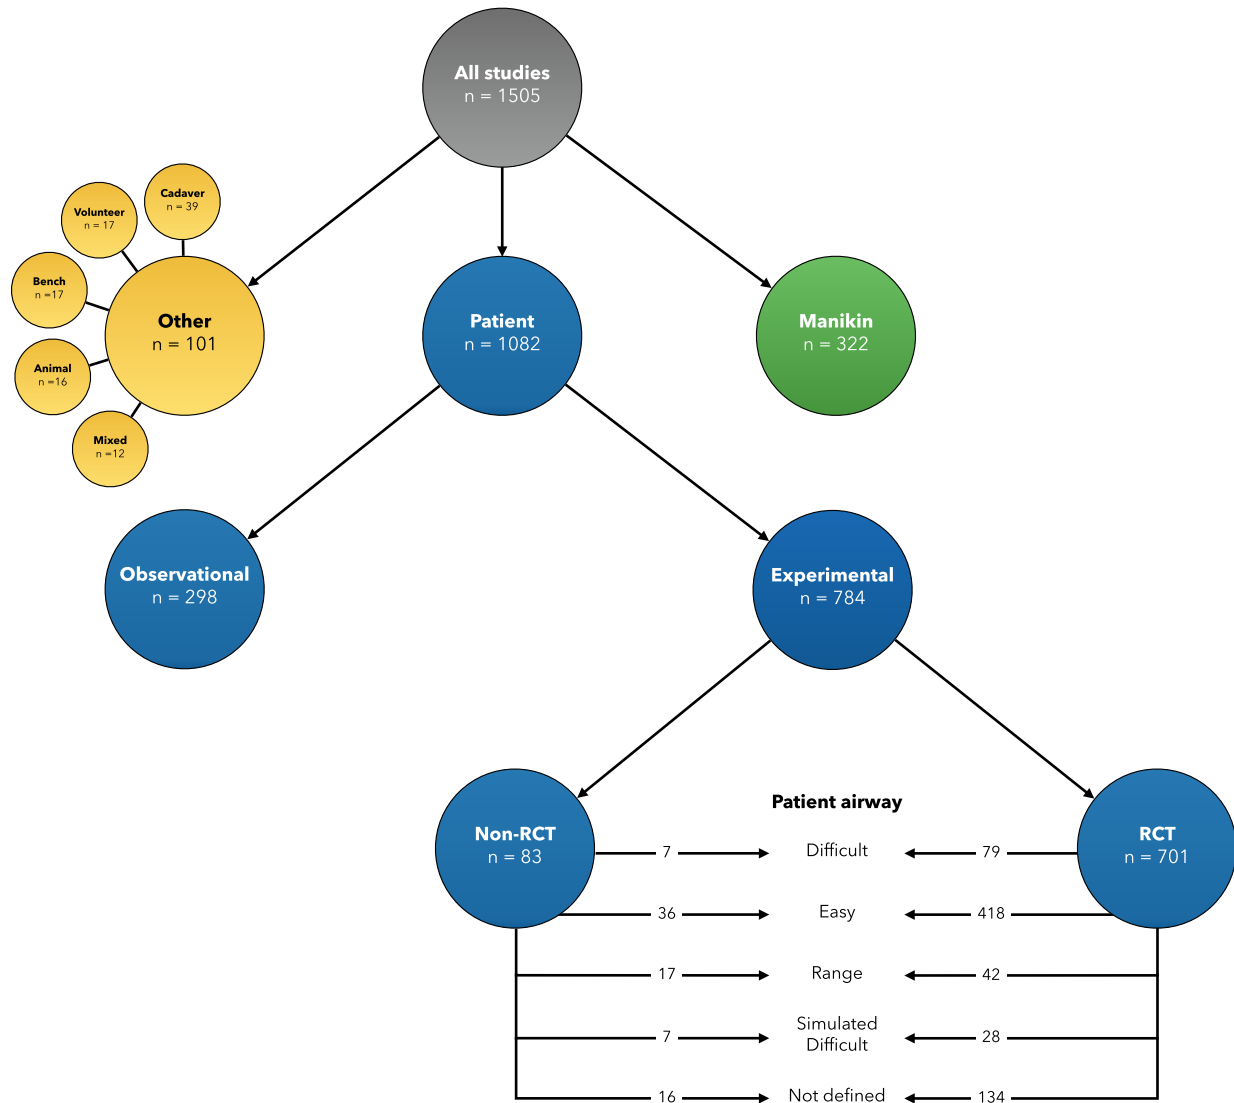 All studies
n = 1505
Cadaver
n = 39
Volunteer
n = 17
Bench
n =17
Animal
n =16
Mixed
n =12
Other
n = 101
Patient
n = 1082
Manikin
n = 322
Observational
n = 298
Experimental
n = 784
Non-RCT
n = 83
Patient airway
RCT
n = 701
7 Difficult 79
36 Easy 418
17 Range 42
7 Simulated Difficult 28
16 Not defined 134